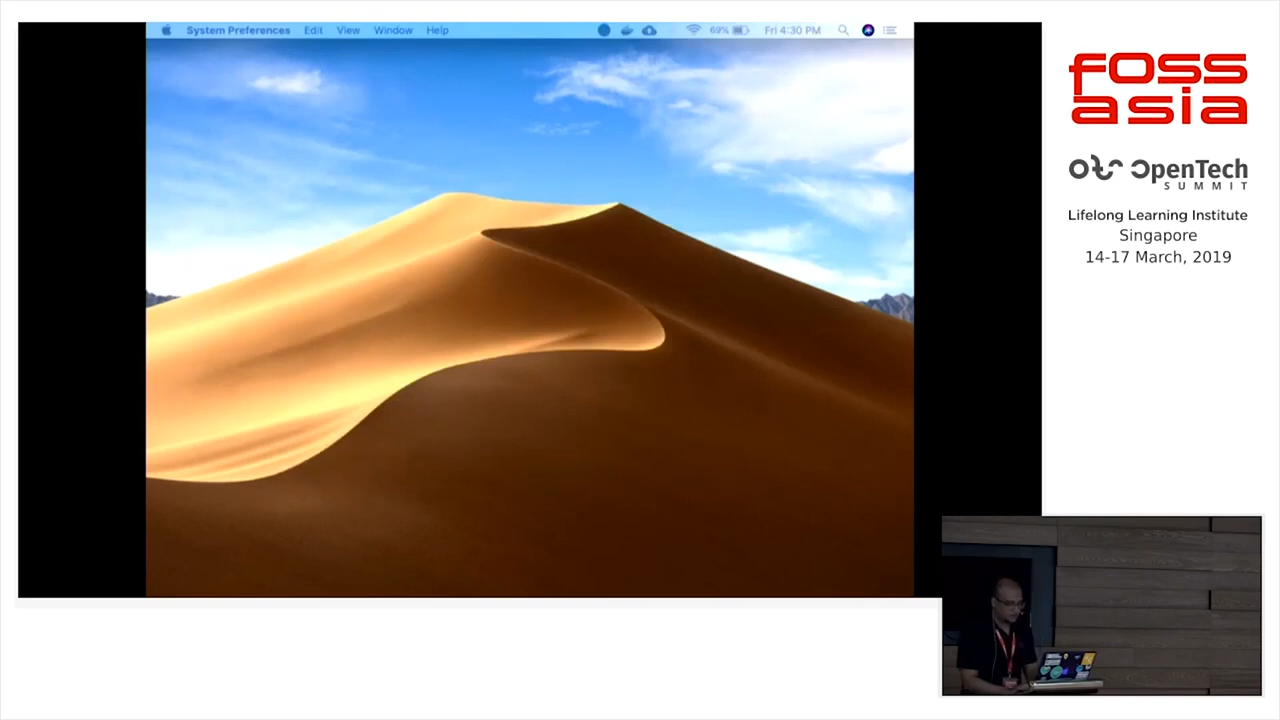 System Preferences Edit View Window Help 69% Fri 4:30 PM
FOSS
asia
OpenTech
SUMMIT
Lifelong Learning Institute
Singapore
14-17 March, 2019